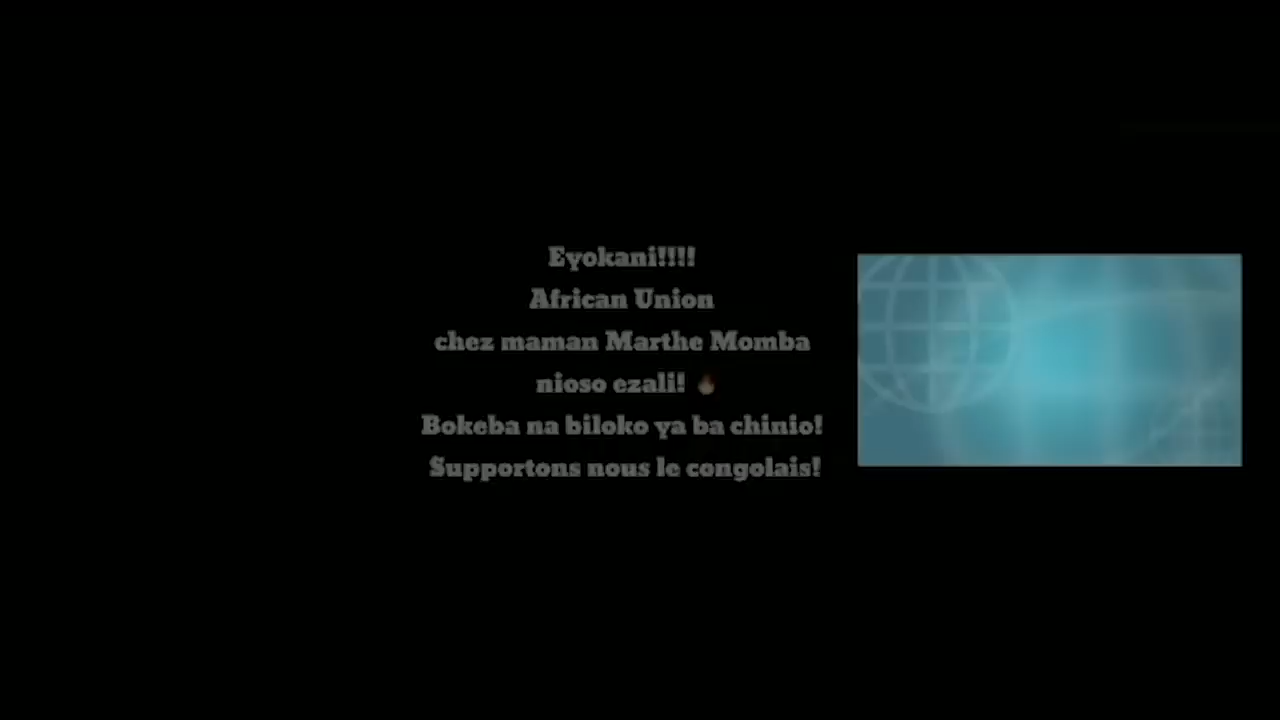 Eyokani!!!!
African Union
chez maman Marthe Momba
nioso ezali! 🔥
Bokeba na biloko ya ba chinio!
Supportons nous le congolais!